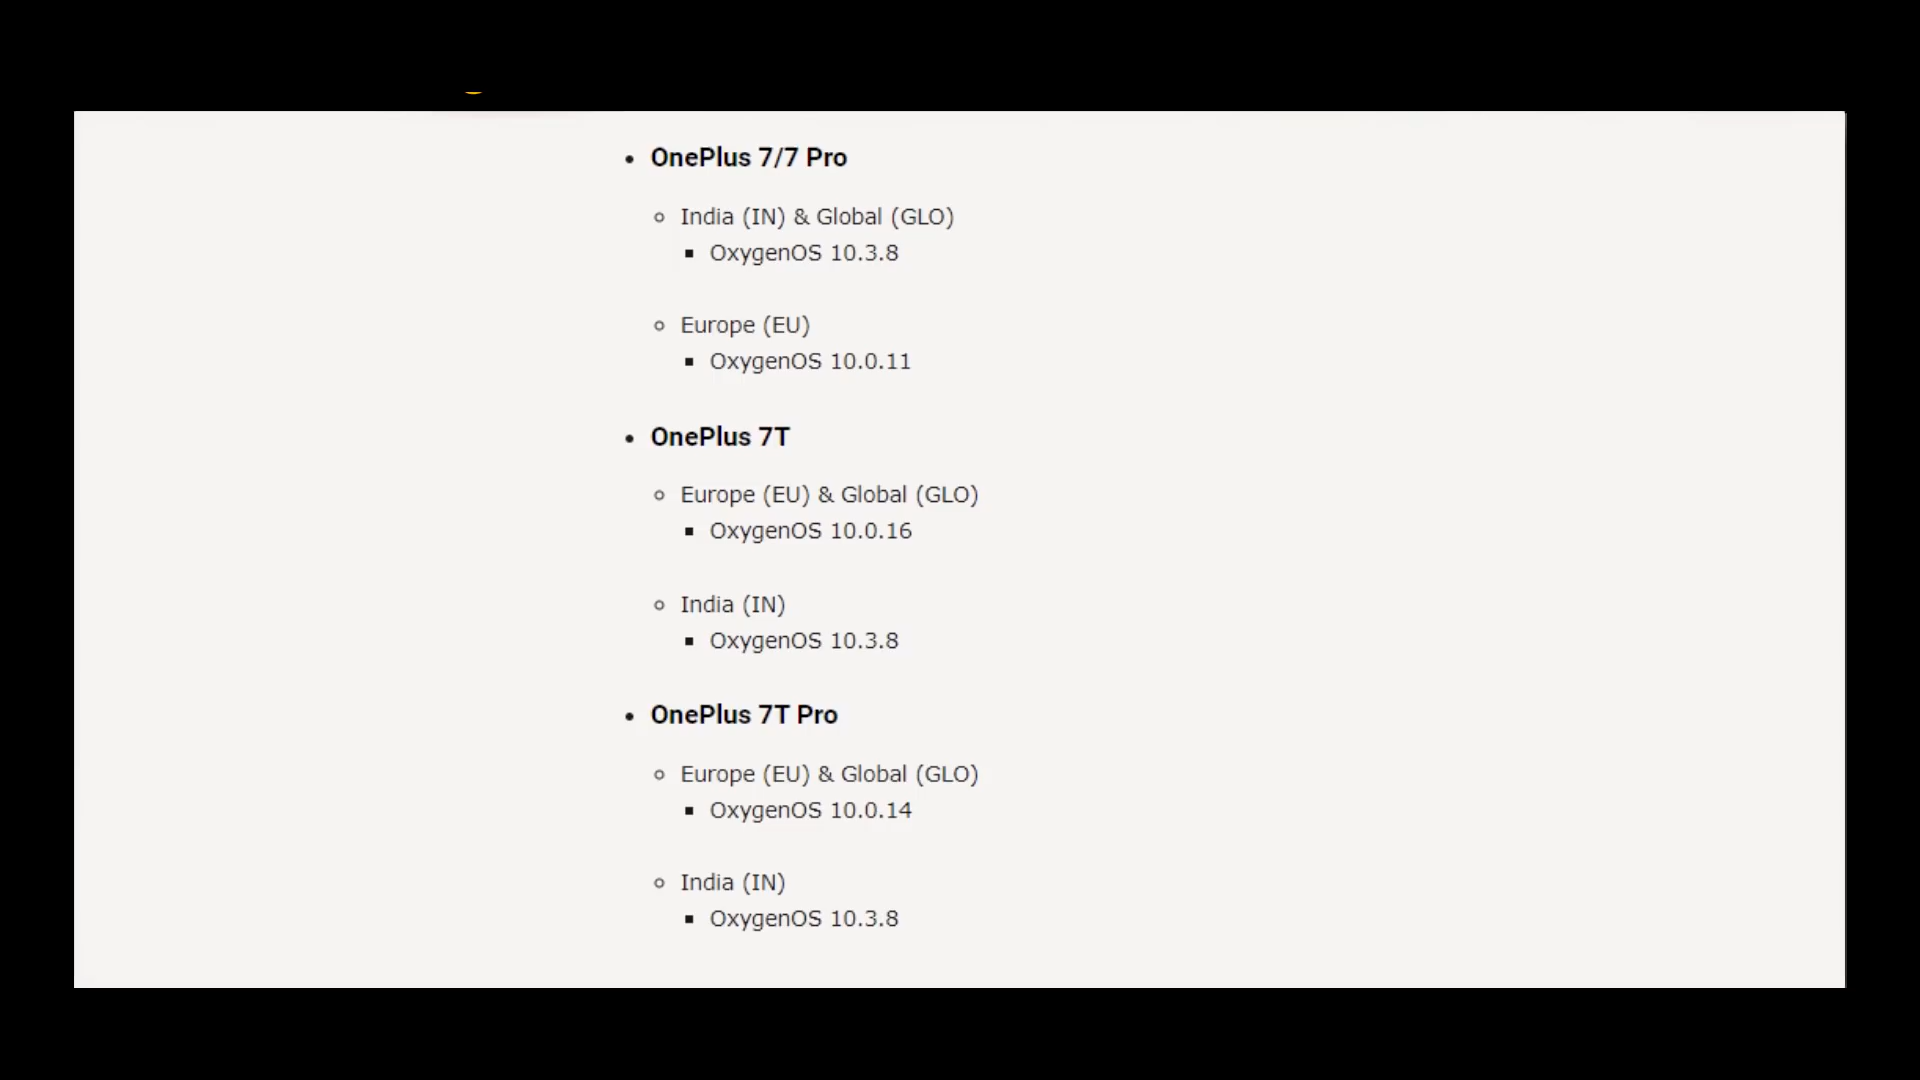 OnePlus 7/7 Pro
India (IN) & Global (GLO)
OxygenOS 10.3.8
Europe (EU)
OxygenOS 10.0.11
OnePlus 7T
Europe (EU) & Global (GLO)
OxygenOS 10.0.16
India (IN)
OxygenOS 10.3.8
OnePlus 7T Pro
Europe (EU) & Global (GLO)
OxygenOS 10.0.14
India (IN)
OxygenOS 10.3.8